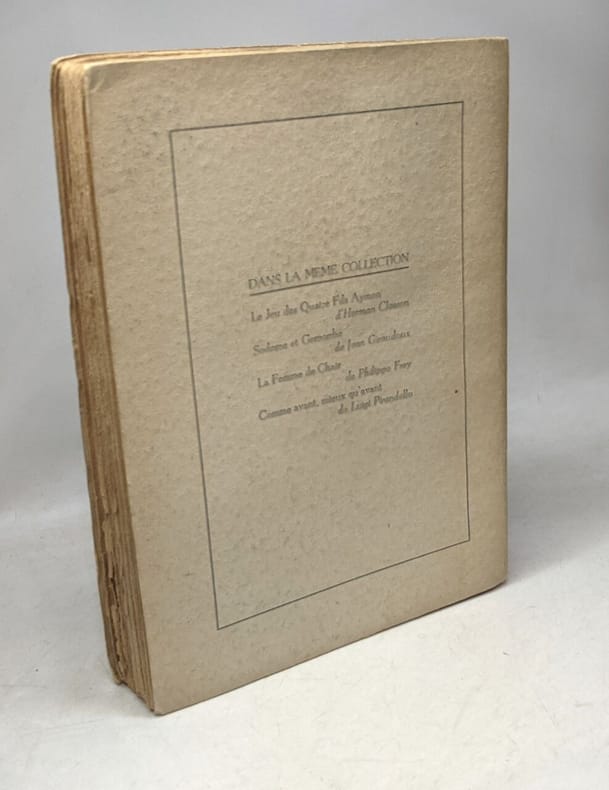 DANS LA MEME COLLECTION
Le Jeu des Quatre Fils Aymon
d'Herman Closson
Sodome et Gomorrhe
de Jean Giraudoux
La Femme de Chair
de Philippe Frey
Comme avant, mieux qu'avant
de Luigi Pirandello